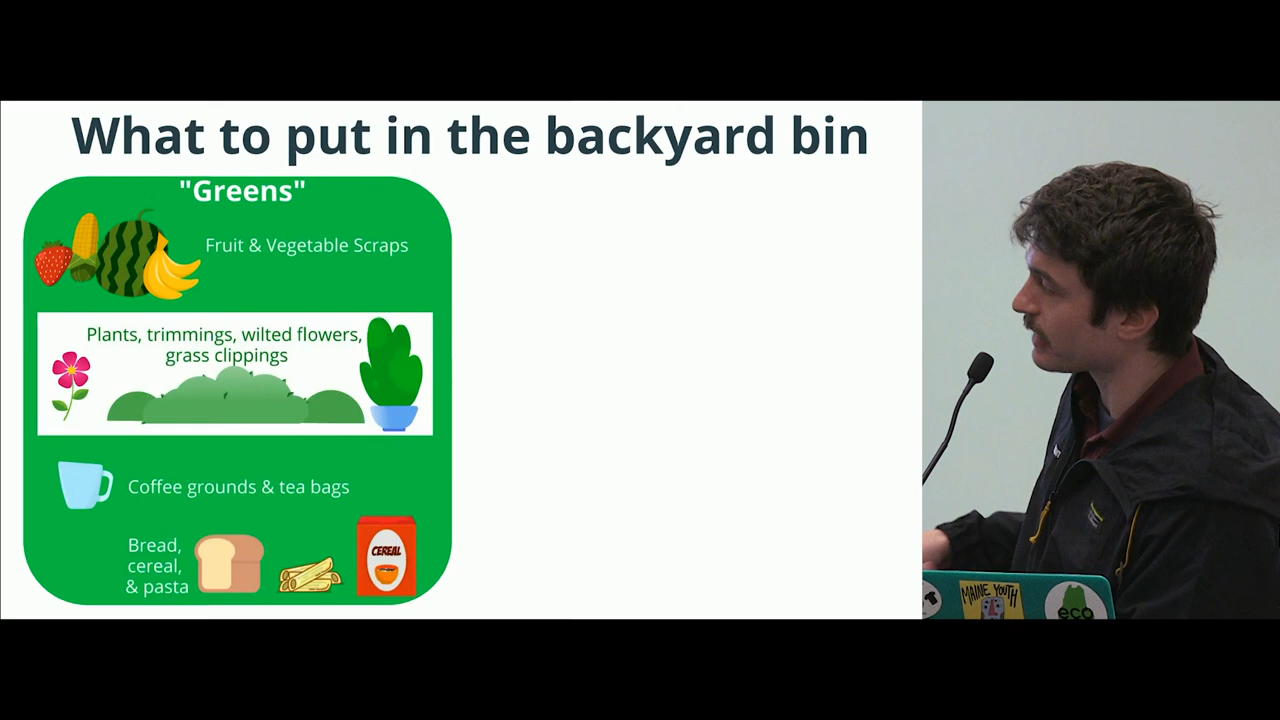 What to put in the backyard bin
"Greens"
Fruit & Vegetable Scraps
Plants, trimmings, wilted flowers,
grass clippings
Coffee grounds & tea bags
Bread,
cereal,
& pasta
CEREAL
MAINE YOUTH
eco